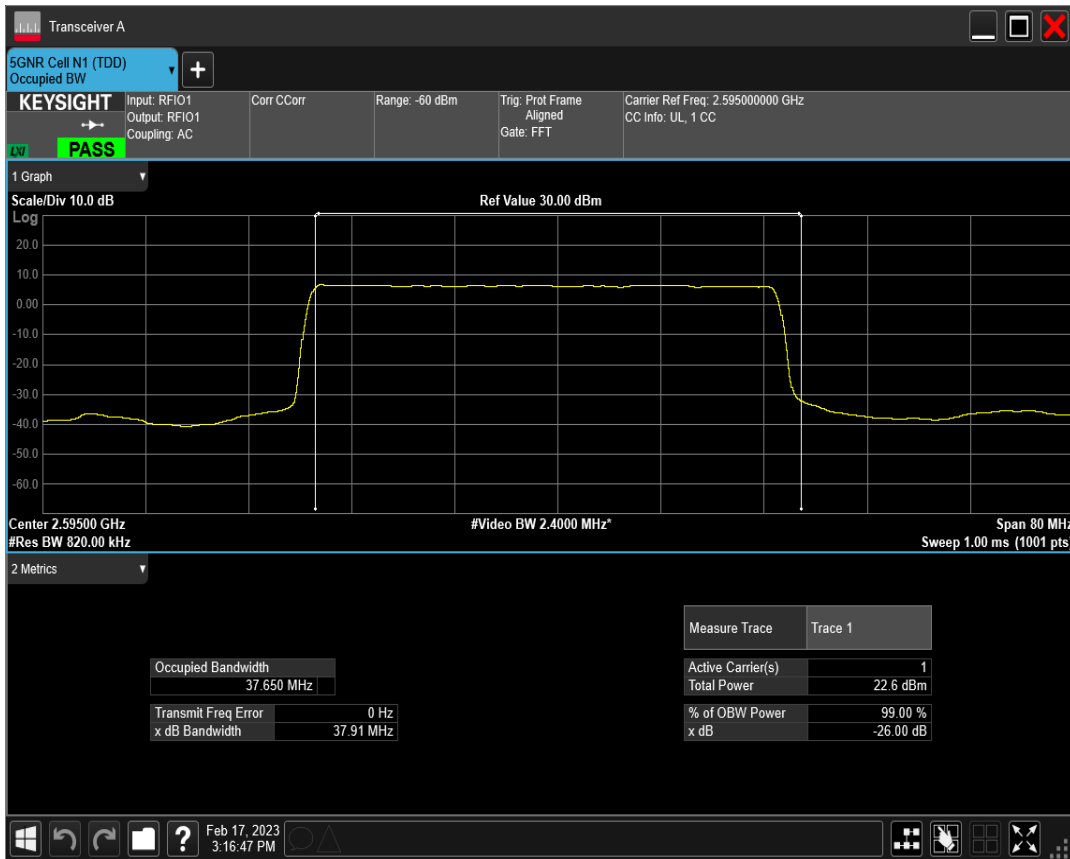 Transceiver A
5GNR Cell N1 (TDD)
Occupied BW
+
KEYSIGHT
LXI
PASS
Input: RFIO1
Output: RFIO1
Coupling: AC
Corr CCorr
Range: -60 dBm
Trig: Prot Frame
Aligned
Gate: FFT
Carrier Ref Freq: 2.595000000 GHz
CC Info: UL, 1 CC
1 Graph
Scale/Div 10.0 dB
Ref Value 30.00 dBm
Log
20.0
10.0
0.00
-10.0
-20.0
-30.0
-40.0
-50.0
-60.0
Center 2.59500 GHz
#Video BW 2.4000 MHz*
Span 80 MHz
#Res BW 820.00 kHz
Sweep 1.00 ms (1001 pts)
2 Metrics
Measure Trace Trace 1
Occupied Bandwidth
37.650 MHz
Active Carrier(s) 1
Total Power 22.6 dBm
Transmit Freq Error 0 Hz
x dB Bandwidth 37.91 MHz
% of OBW Power 99.00 %
x dB -26.00 dB
?
Feb 17, 2023
3:16:47 PM